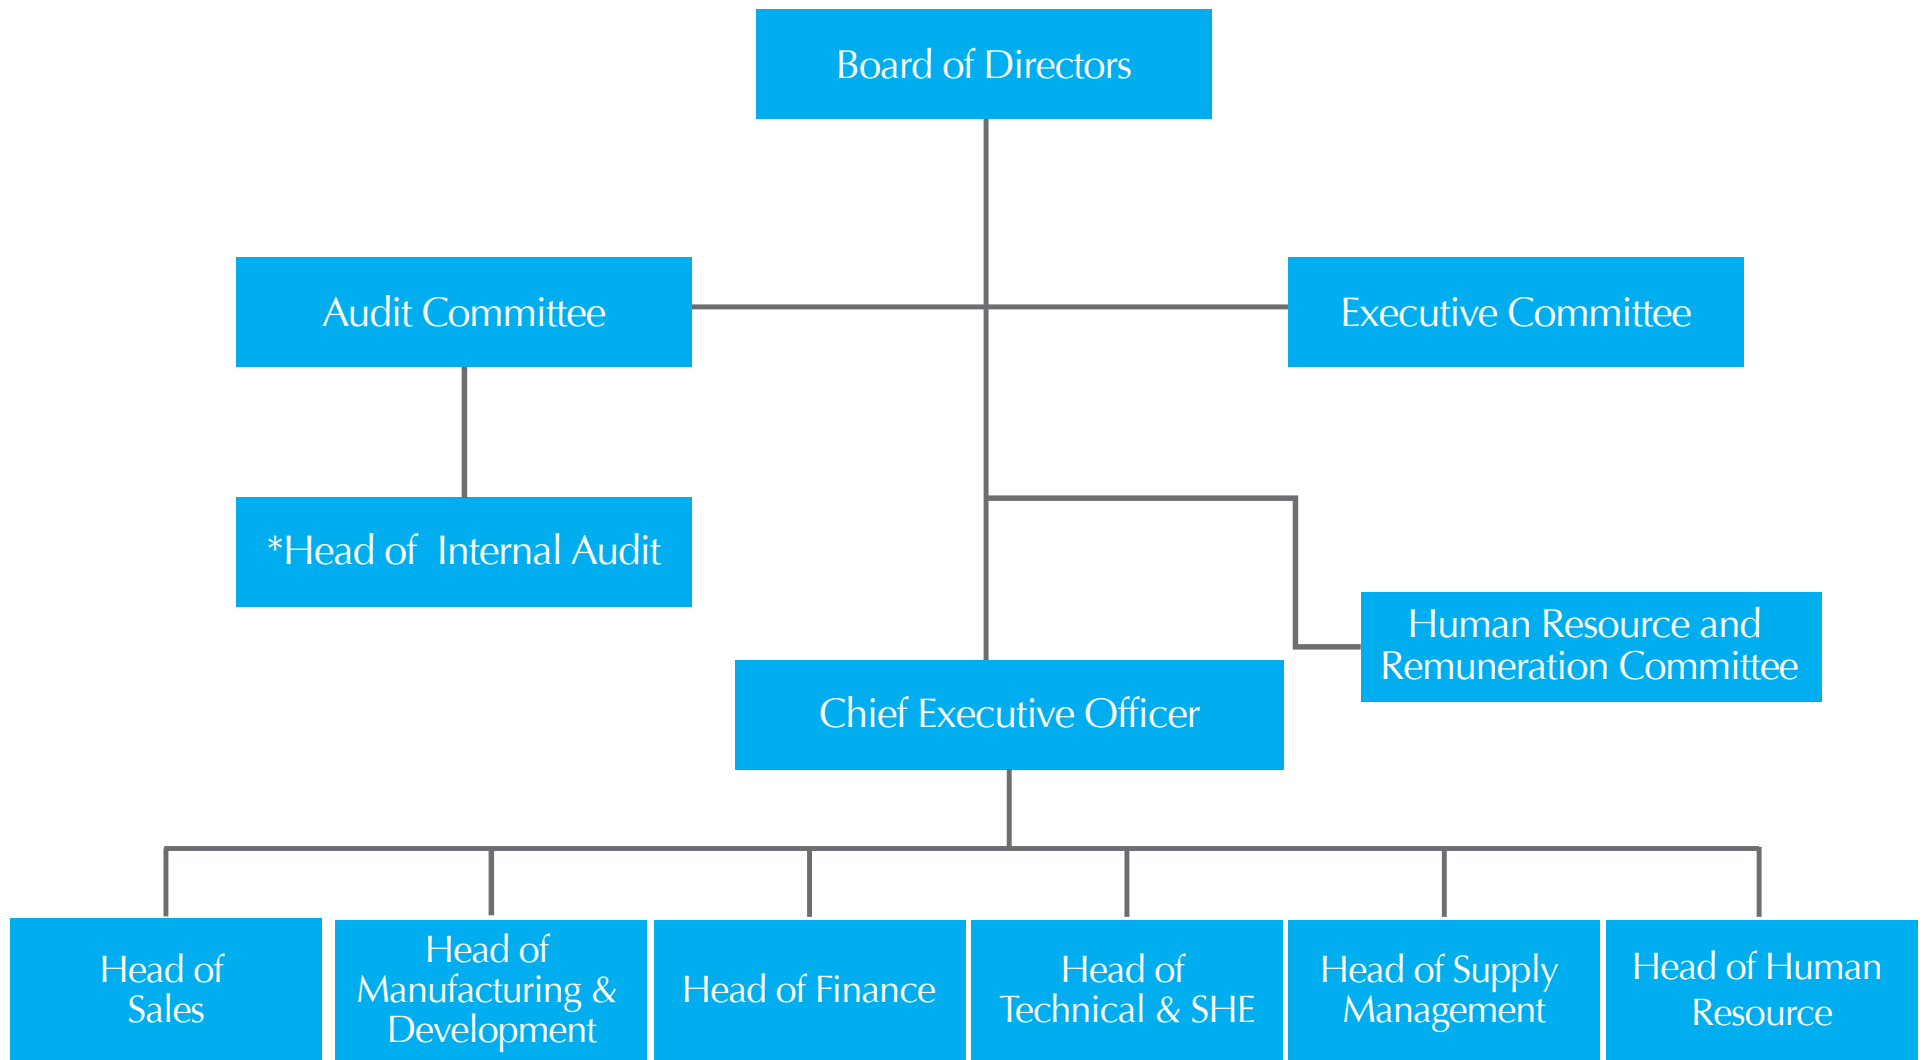 Board of Directors
Audit Committee
Executive Committee
*Head of  Internal Audit
Human Resource and
Remuneration Committee
Chief Executive Officer
Head of
Sales
Head of
Manufacturing &
Development
Head of Finance
Head of
Technical & SHE
Head of Supply
Management
Head of Human
Resource